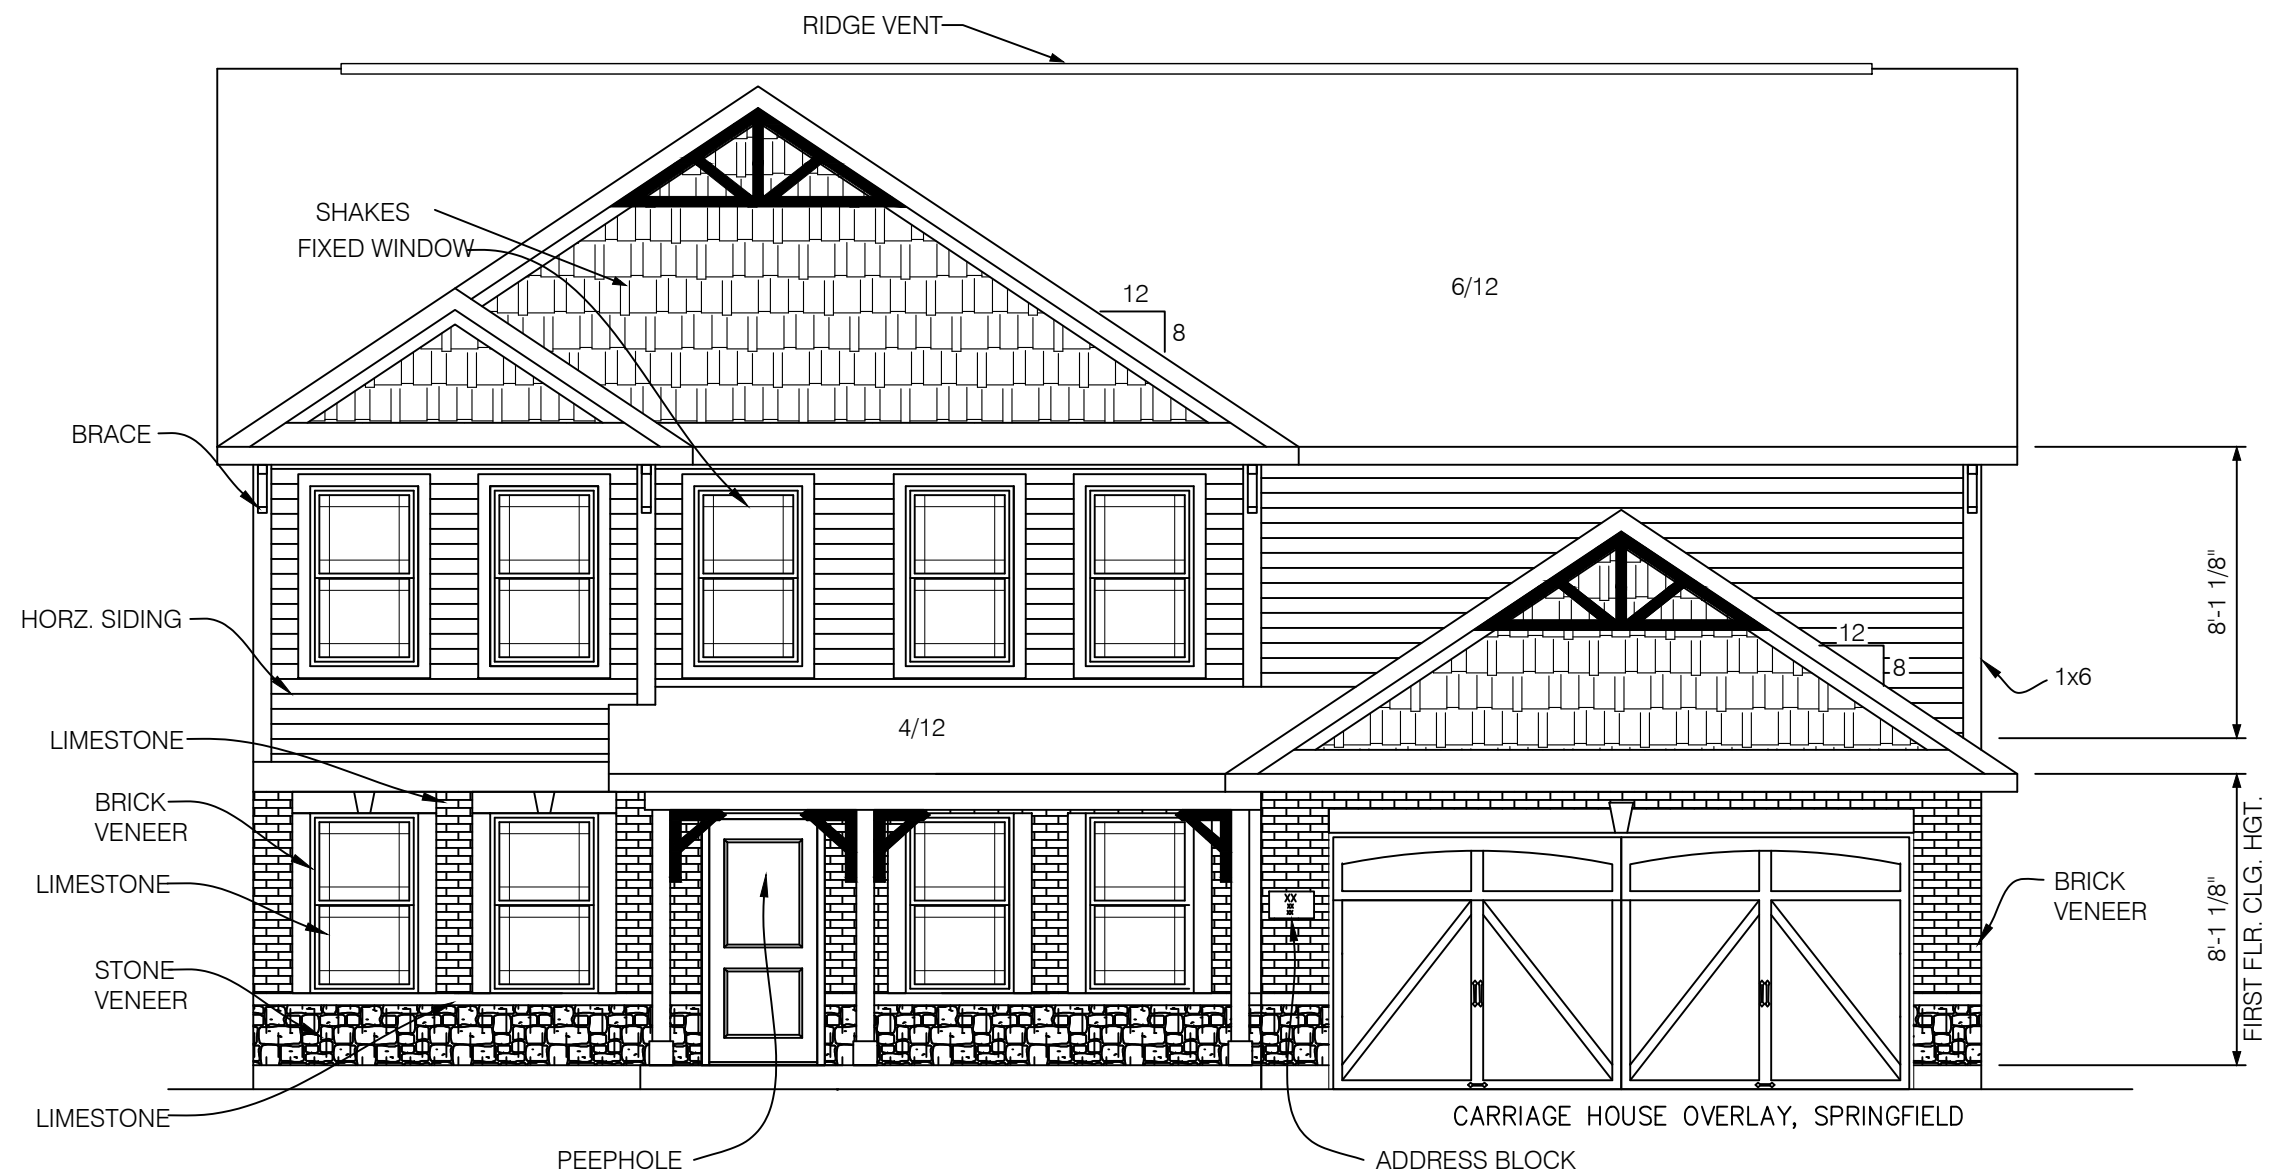 RIDGE VENT
SHAKES
FIXED WINDOW
12
8
6/12
BRACE
HORZ. SIDING
8'-1 1/8"
12
8
1x6
4/12
LIMESTONE
BRICK
VENEER
LIMESTONE
STONE
VENEER
LIMESTONE
XX
BRICK
VENEER
8'-1 1/8"
FIRST FLR. CLG. HGT.
CARRIAGE HOUSE OVERLAY, SPRINGFIELD
PEEPHOLE
ADDRESS BLOCK